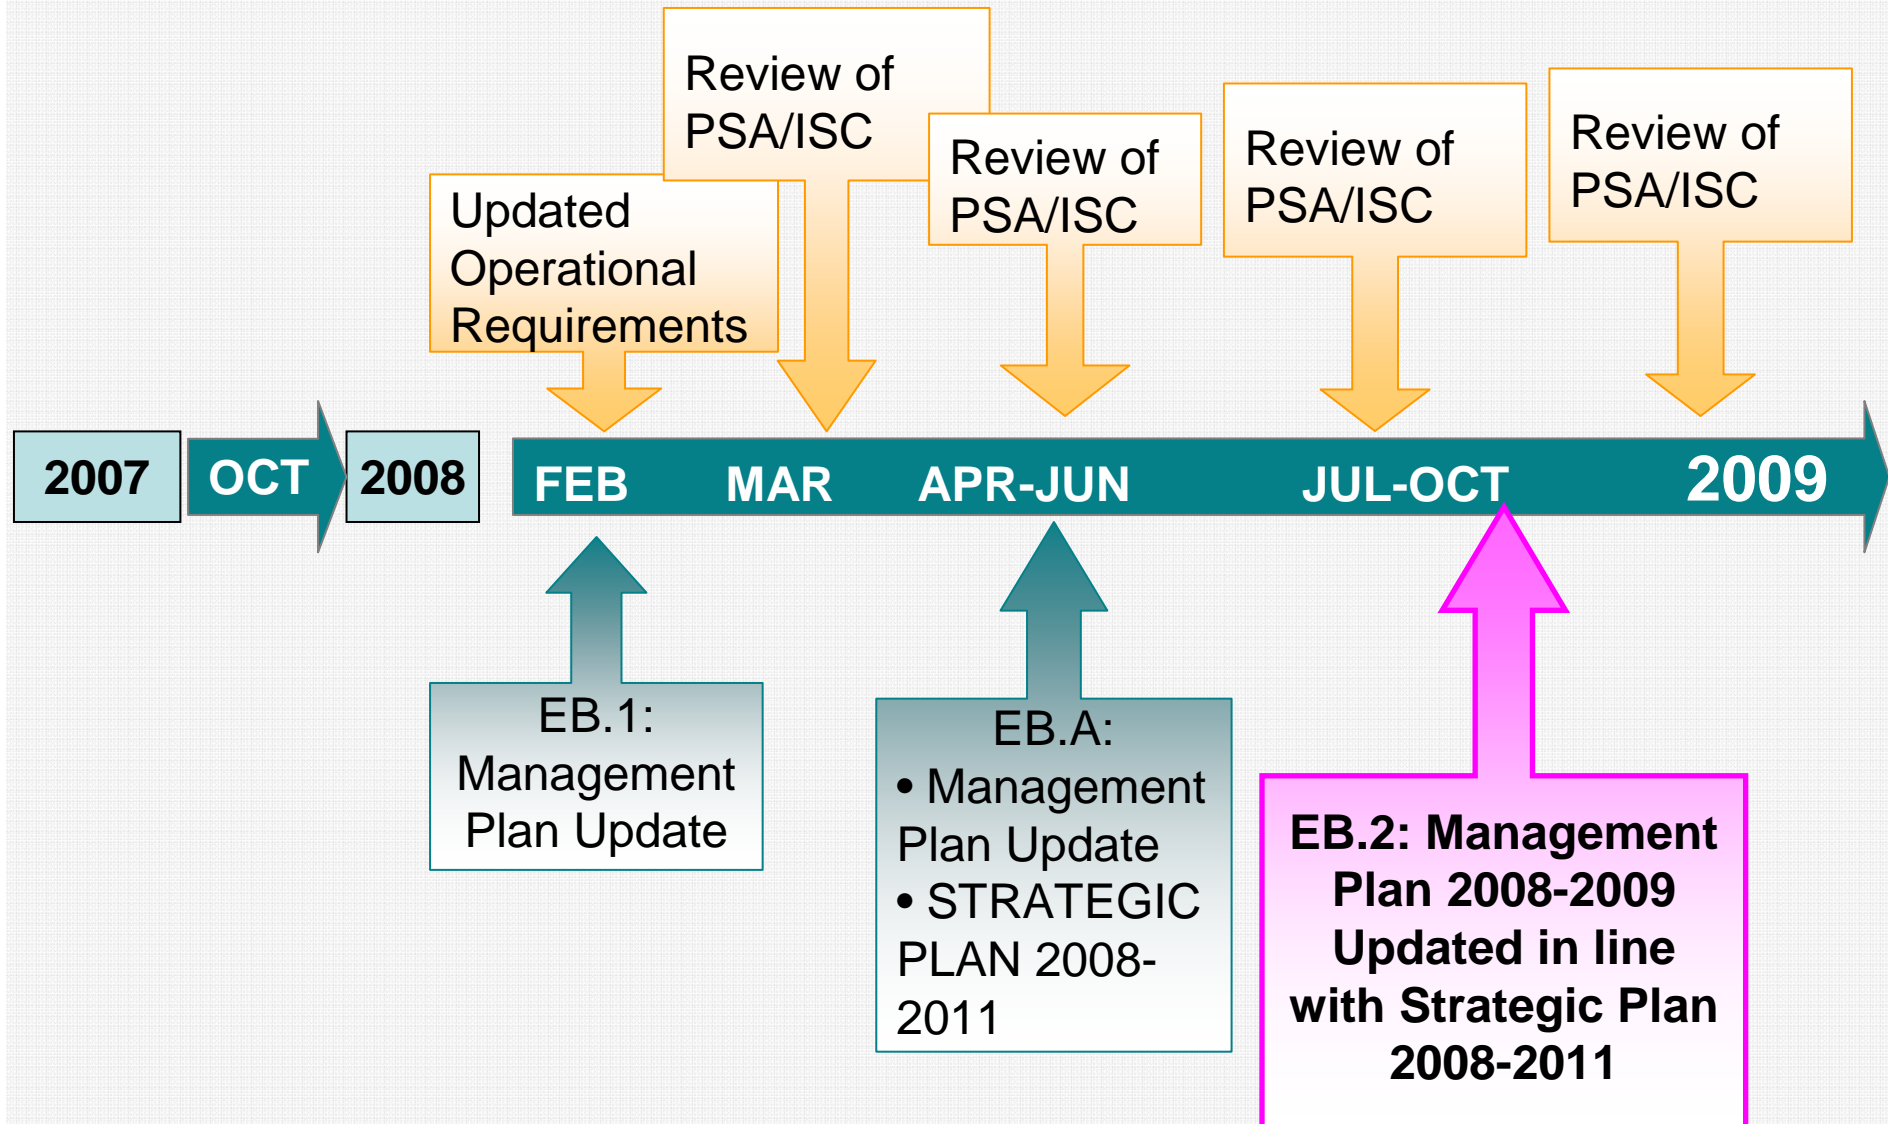 Review of
PSA/ISC
Review of
PSA/ISC
Review of
PSA/ISC
Review of
PSA/ISC
Updated
Operational
Requirements
2007
OCT
2008
FEB
MAR
APR-JUN
JUL-OCT
2009
EB.1:
Management
Plan Update
EB.A:
• Management
Plan Update
• STRATEGIC
PLAN 2008-
2011
EB.2: Management
Plan 2008-2009
Updated in line
with Strategic Plan
2008-2011